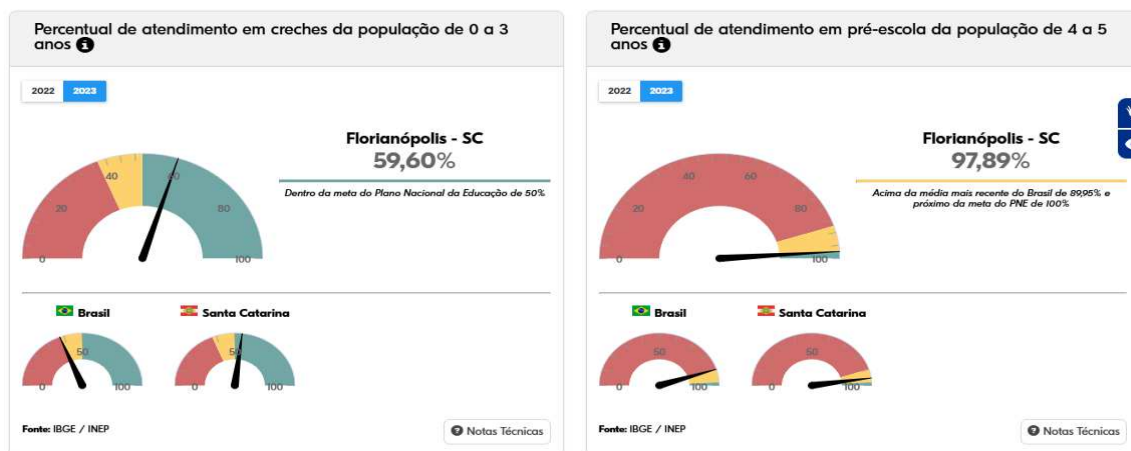 Percentual de atendimento em creches da população de 0 a 3
anos
2022 2023
Florianópolis - SC
59,60%
Dentro da meta do Plano Nacional da Educação de 50%
0
20
40
60
80
100
Brasil
0
50
100
Santa Catarina
0
50
100
Fonte: IBGE / INEP
Notas Técnicas
Percentual de atendimento em pré-escola da população de 4 a 5
anos
2022 2023
Florianópolis - SC
97,89%
Acima da média mais recente do Brasil de 89,95% e
próximo da meta do PNE de 100%
0
20
40
60
80
100
Brasil
0
50
100
Santa Catarina
0
50
100
Fonte: IBGE / INEP
Notas Técnicas